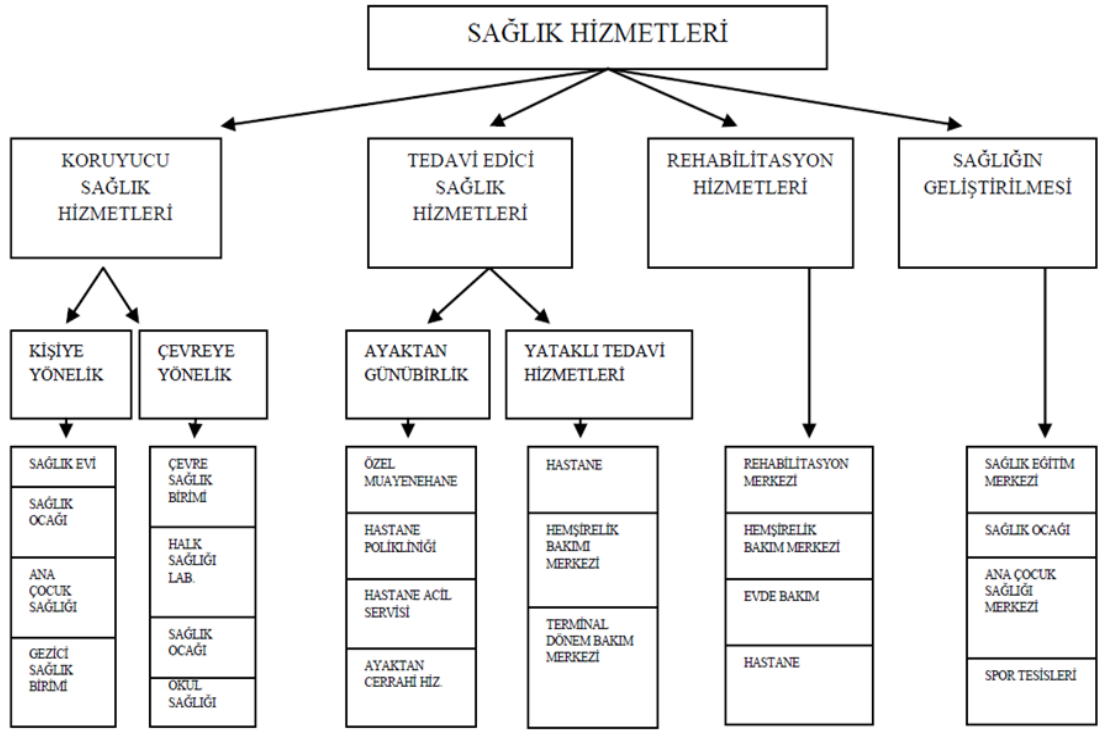 SAĞLIK HİZMETLERİ
KORUYUCU
SAĞLIK
HİZMETLERİ
TEDAVİ EDİCİ
SAĞLIK
HİZMETLERİ
REHABİLİTASYON
HİZMETLERİ
SAĞLIĞIN
GELİŞTİRİLMESİ
KİŞİYE
YÖNELİK
ÇEVREYE
YÖNELİK
AYAKTAN
GÜNÜBİRLİK
YATAKLI TEDAVİ
HİZMETLERİ
SAĞLIK EVİ
SAĞLIK
OCAĞI
ANA
ÇOCUK
SAĞLIĞI
GEZİCİ
SAĞLIK
BİRİMİ
ÇEVRE
SAĞLIK
BİRİMİ
HALK
SAĞLIĞI
LAB.
SAĞLIK
OCAĞI
OKUL
SAĞLIĞI
ÖZEL
MUAYENEHANE
HASTANE
POLİKLİNİĞİ
HASTANE ACİL
SERVİSİ
AYAKTAN
CERRAHİ HİZ.
HASTANE
HEMŞİRELİK
BAKIMI
MERKEZİ
TERMİNAL
DÖNEM BAKIM
MERKEZİ
REHABİLİTASYON
MERKEZİ
HEMŞİRELİK
BAKIM MERKEZİ
EVDE BAKIM
HASTANE
SAĞLIK EĞİTİM
MERKEZİ
SAĞLIK OCAĞI
ANA ÇOCUK
SAĞLIĞI
MERKEZİ
SPOR TESİSLERİ